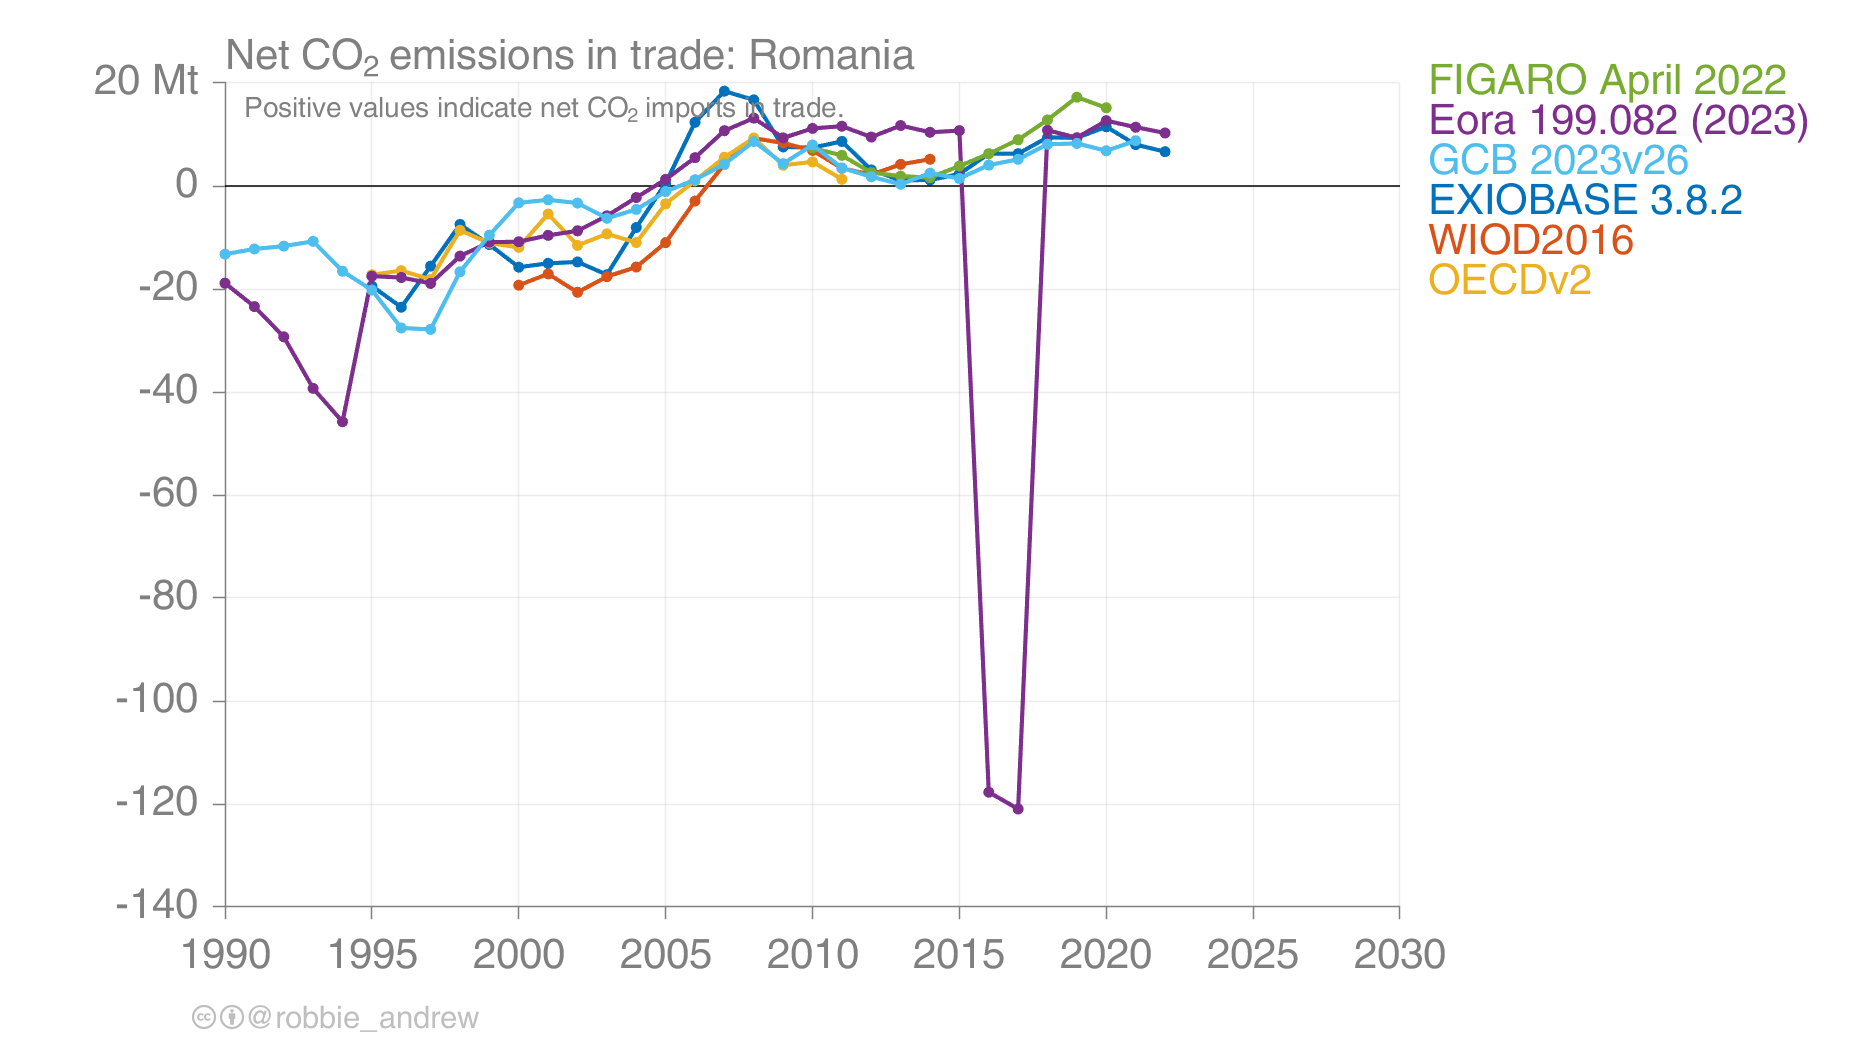 Net CO₂ emissions in trade: Romania
Positive values indicate net CO₂ imports in trade.
20 Mt
0
-20
-40
-60
-80
-100
-120
-140
1990 1995 2000 2005 2010 2015 2020 2025 2030
FIGARO April 2022
Eora 199.082 (2023)
GCB 2023v26
EXIOBASE 3.8.2
WIOD2016
OECDv2
cc @robbie_andrew